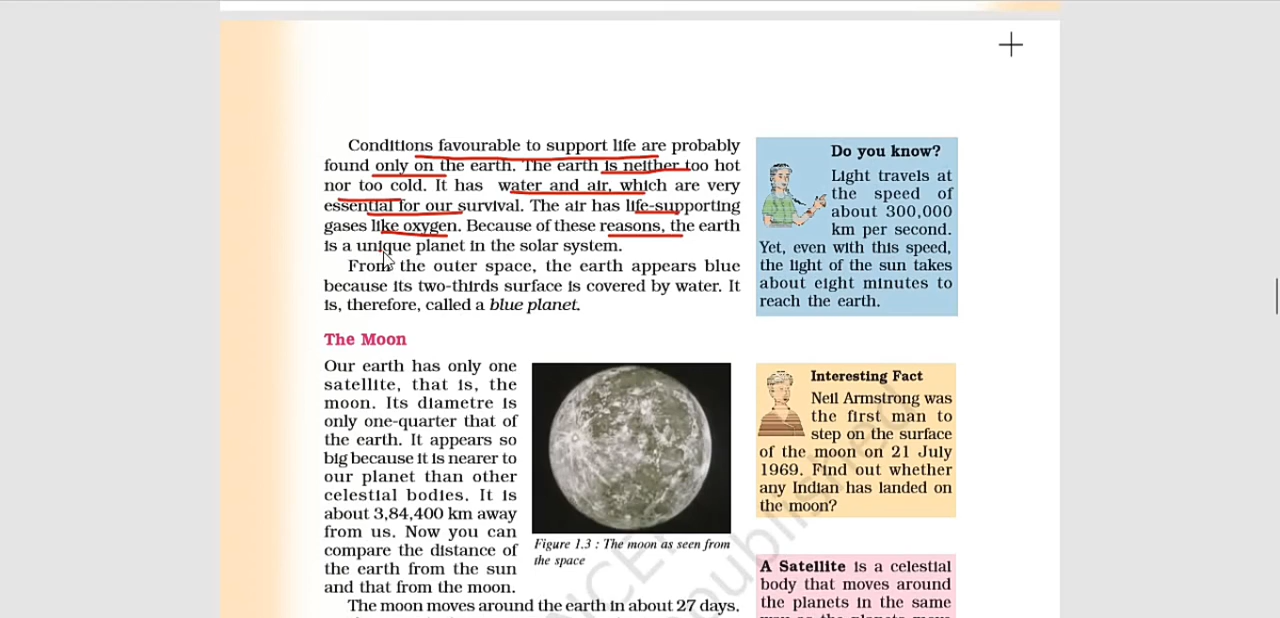 Conditions favourable to support life are probably
found only on the earth. The earth is neither too hot
nor too cold. It has water and air, which are very
essential for our survival. The air has life-supporting
gases like oxygen. Because of these reasons, the earth
is a unique planet in the solar system.
From the outer space, the earth appears blue
because its two-thirds surface is covered by water. It
is, therefore, called a blue planet.
The Moon
Our earth has only one
satellite, that is, the
moon. Its diametre is
only one-quarter that of
the earth. It appears so
big because it is nearer to
our planet than other
celestial bodies. It is
about 3,84,400 km away
from us. Now you can
compare the distance of
the earth from the sun
and that from the moon.
The moon moves around the earth in about 27 days,
Figure 1.3 : The moon as seen from
the space
Do you know?
Light travels at
the speed of
about 300,000
km per second.
Yet, even with this speed,
the light of the sun takes
about eight minutes to
reach the earth.
Interesting Fact
Neil Armstrong was
the first man to
step on the surface
of the moon on 21 July
1969. Find out whether
any Indian has landed on
the moon?
A Satellite is a celestial
body that moves around
the planets in the same